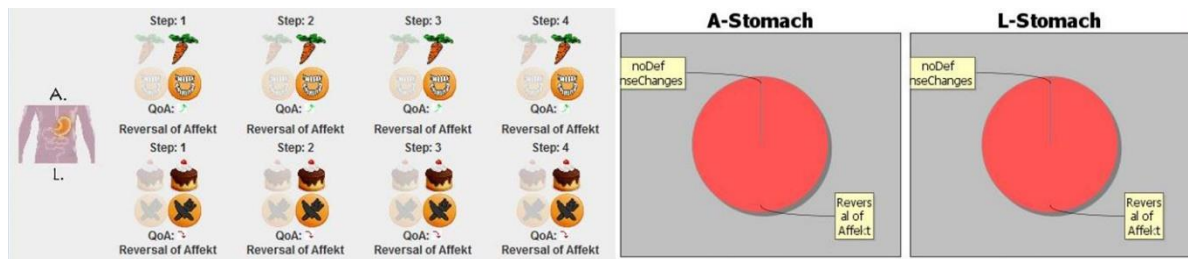 Step: 1 Step: 2 Step: 3 Step: 4
QoA: QoA: QoA: QoA:
Reversal of Affekt Reversal of Affekt Reversal of Affekt Reversal of Affekt
A.
L.
Step: 1 Step: 2 Step: 3 Step: 4
QoA: QoA: QoA: QoA:
Reversal of Affekt Reversal of Affekt Reversal of Affekt Reversal of Affekt
A-Stomach
noDef
nseChanges
Revers
al of
Affekt
L-Stomach
noDef
nseChanges
Revers
al of
Affekt